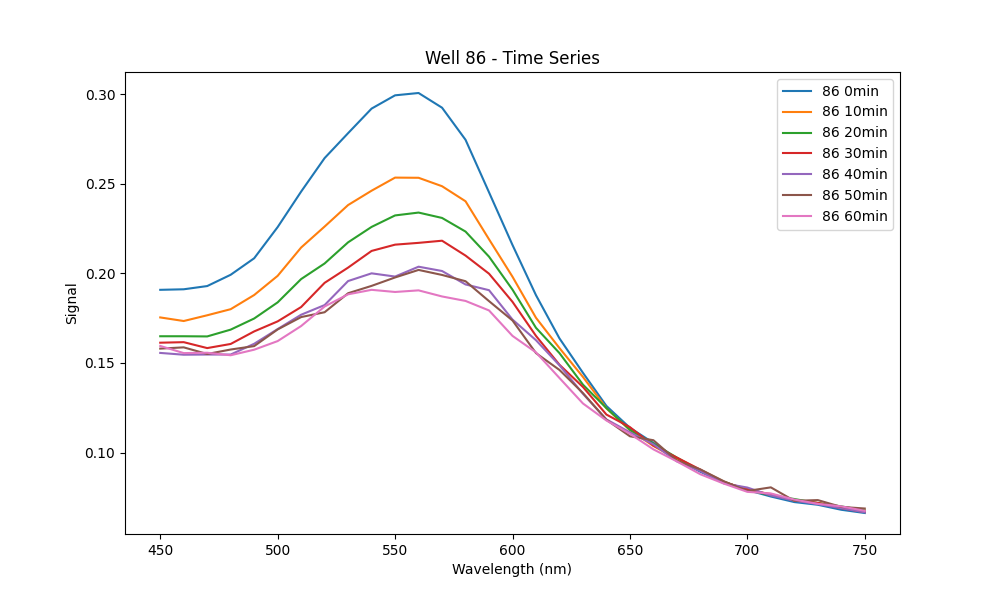 Well 86 - Time Series
86 0min
86 10min
86 20min
86 30min
86 40min
86 50min
86 60min
0.30
0.25
0.20
0.15
0.10
Signal
450 500 550 600 650 700 750
Wavelength (nm)